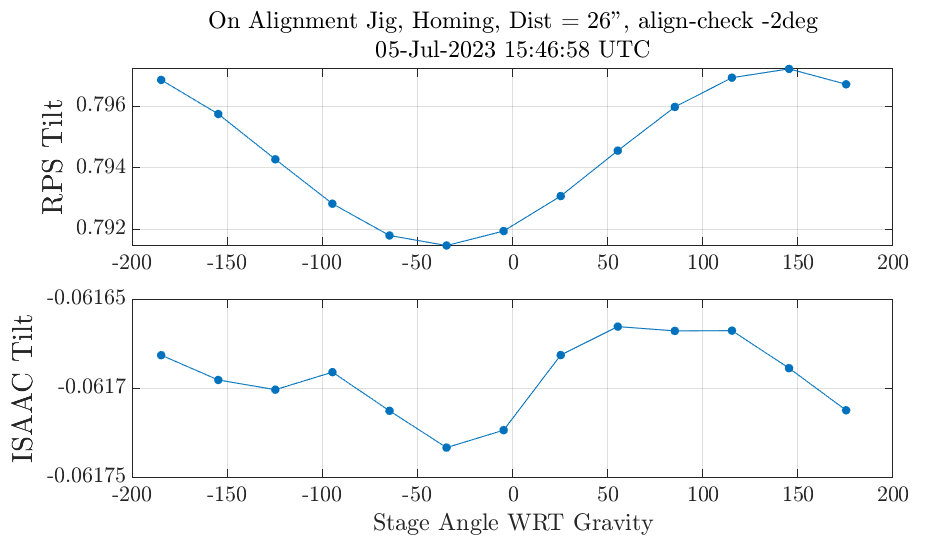 On Alignment Jig, Homing, Dist = 26”, align-check -2deg
05-Jul-2023 15:46:58 UTC
RPS Tilt
0.796
0.794
0.792
-200 -150 -100 -50 0 50 100 150 200
ISAAC Tilt
-0.06165
-0.0617
-0.06175
-200 -150 -100 -50 0 50 100 150 200
Stage Angle WRT Gravity